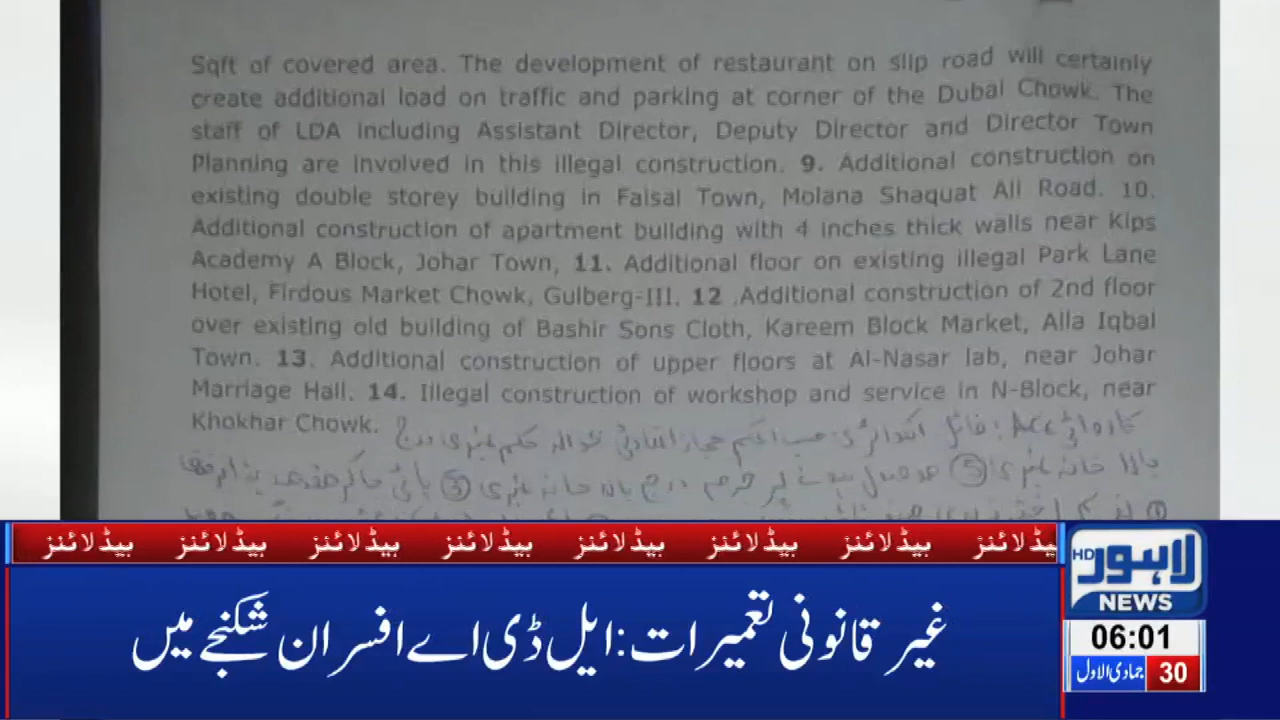 Sqft of covered area. The development of restaurant on slip road will certainly
create additional load on traffic and parking at corner of the Dubai Chowk. The
staff of LDA including Assistant Director, Deputy Director and Director Town
Planning are involved in this illegal construction. 9. Additional construction on
existing double storey building in Faisal Town, Molana Shaquat Ali Road. 10.
Additional construction of apartment building with 4 inches thick walls near Kips
Academy A Block, Johar Town, 11. Additional floor on existing illegal Park Lane
Hotel, Firdous Market Chowk, Gulberg-III. 12 .Additional construction of 2nd floor
over existing old building of Bashir Sons Cloth, Kareem Block Market, Alla Iqbal
Town. 13. Additional construction of upper floors at Al-Nasar lab, near Johar
Marriage Hall. 14. Illegal construction of workshop and service in N-Block, near
Khokhar Chowk.
ہیڈلائنز ہیڈلائنز ہیڈلائنز ہیڈلائنز ہیڈلائنز ہیڈلائنز ہیڈلائنز ہیڈلائنز
غیر قانونی تعمیرات: ایل ڈی اے افسران شکنجے میں
لاہور HD
NEWS
06:01
30 جمادی الاول